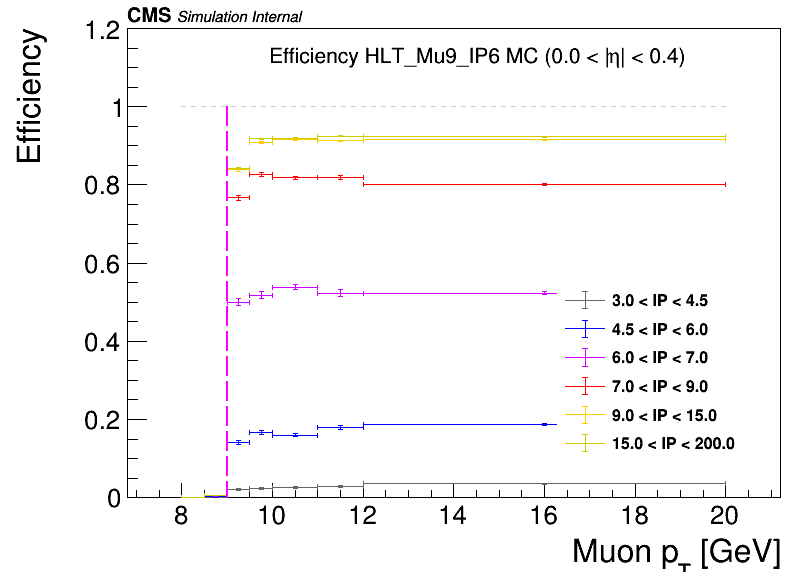 CMS Simulation Internal
Efficiency HLT_Mu9_IP6 MC (0.0 < |η| < 0.4)
Efficiency
1.2
1
0.8
0.6
0.4
0.2
0
3.0 < IP < 4.5
4.5 < IP < 6.0
6.0 < IP < 7.0
7.0 < IP < 9.0
9.0 < IP < 15.0
15.0 < IP < 200.0
8 10 12 14 16 18 20
Muon p_T [GeV]